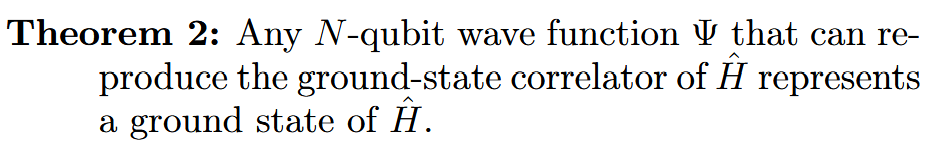 Theorem 2: Any N-qubit wave function Ψ that can re-
produce the ground-state correlator of Ĥ represents
a ground state of Ĥ.